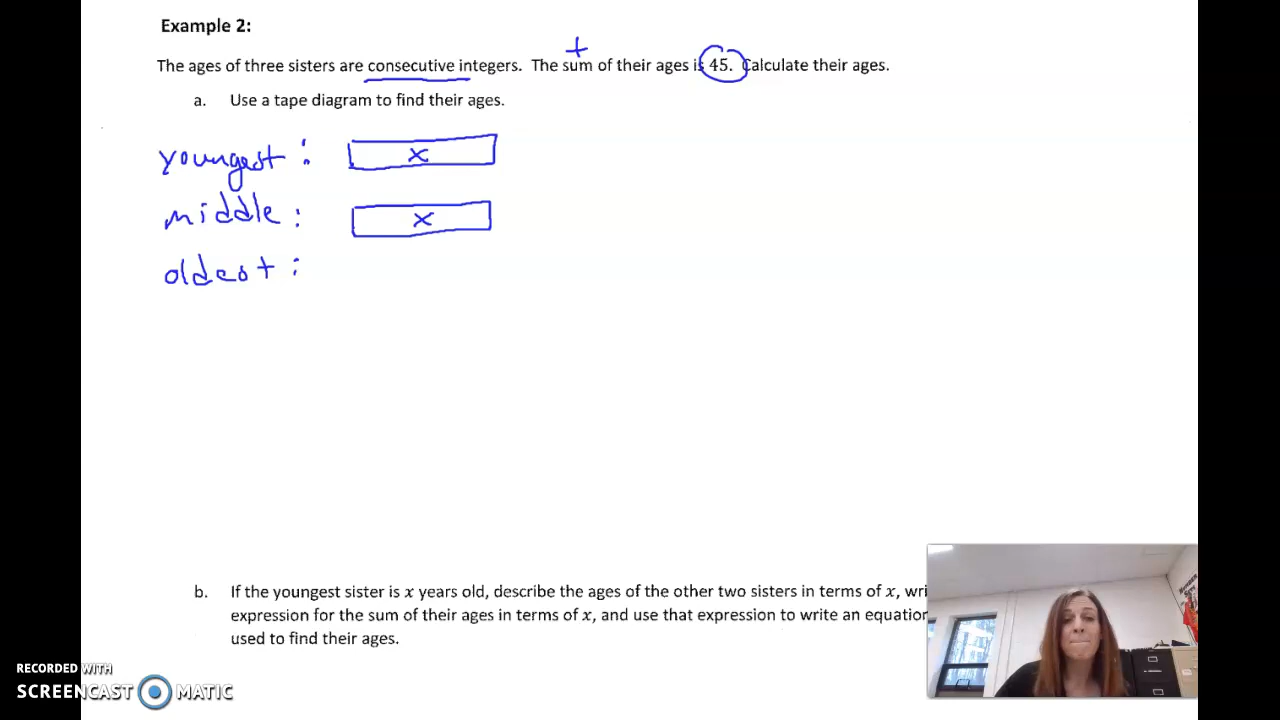 Example 2:
+
The ages of three sisters are consecutive integers. The sum of their ages is 45. Calculate their ages.
a. Use a tape diagram to find their ages.
youngest : x
middle : x
oldest :
b. If the youngest sister is x years old, describe the ages of the other two sisters in terms of x, wri
expression for the sum of their ages in terms of x, and use that expression to write an equation
used to find their ages.
RECORDED WITH
SCREENCAST MATIC